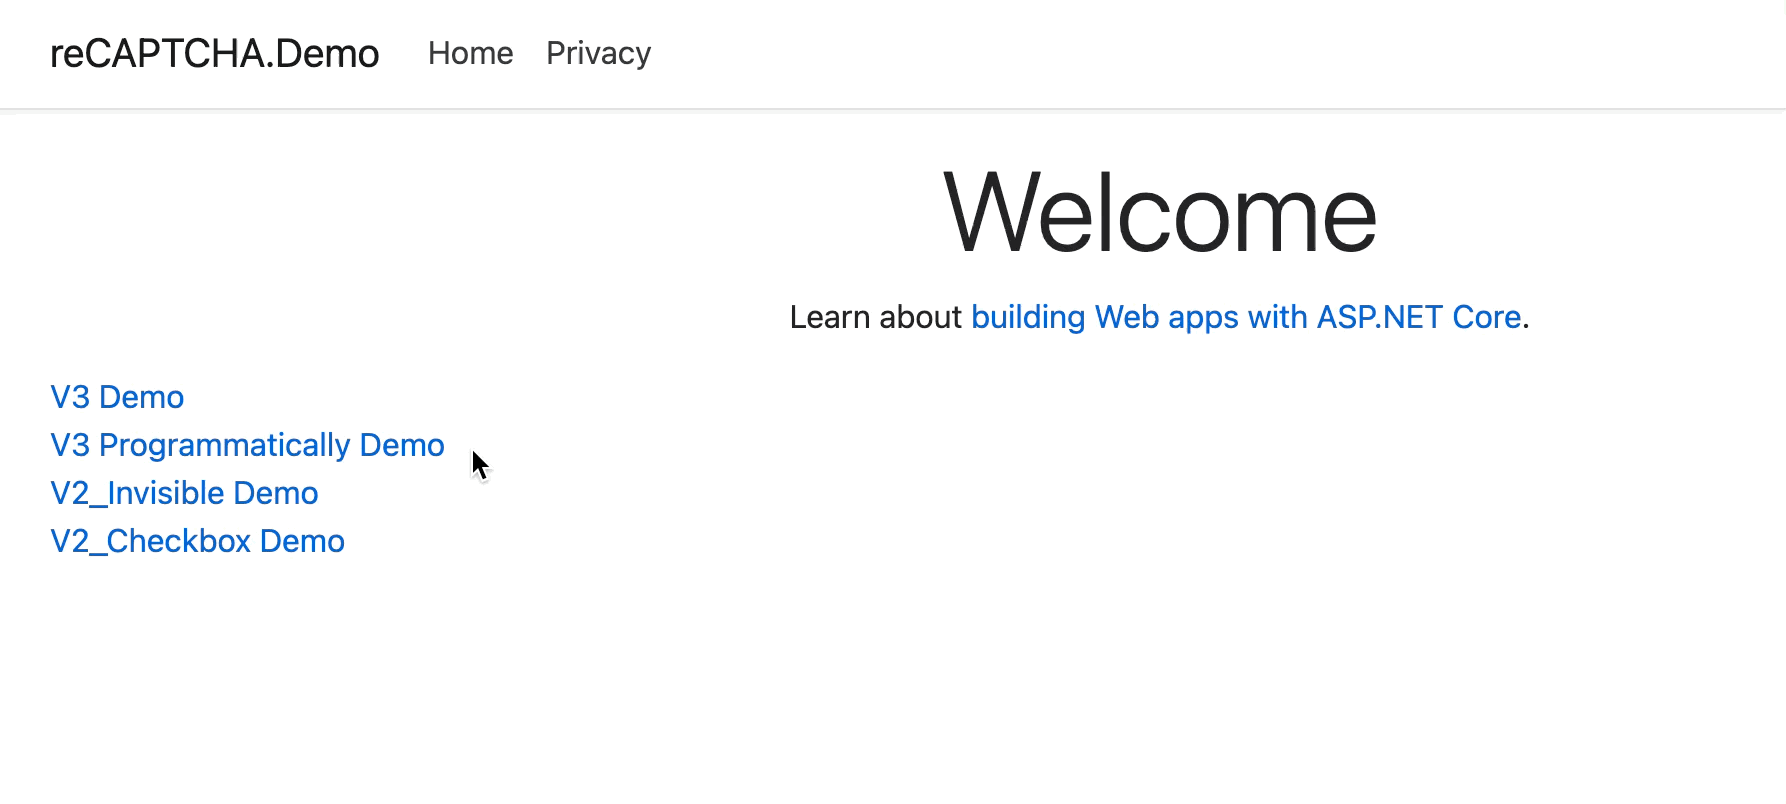 reCAPTCHA.Demo Home Privacy
Welcome
Learn about building Web apps with ASP.NET Core.
V3 Demo
V3 Programmatically Demo
V2_Invisible Demo
V2_Checkbox Demo